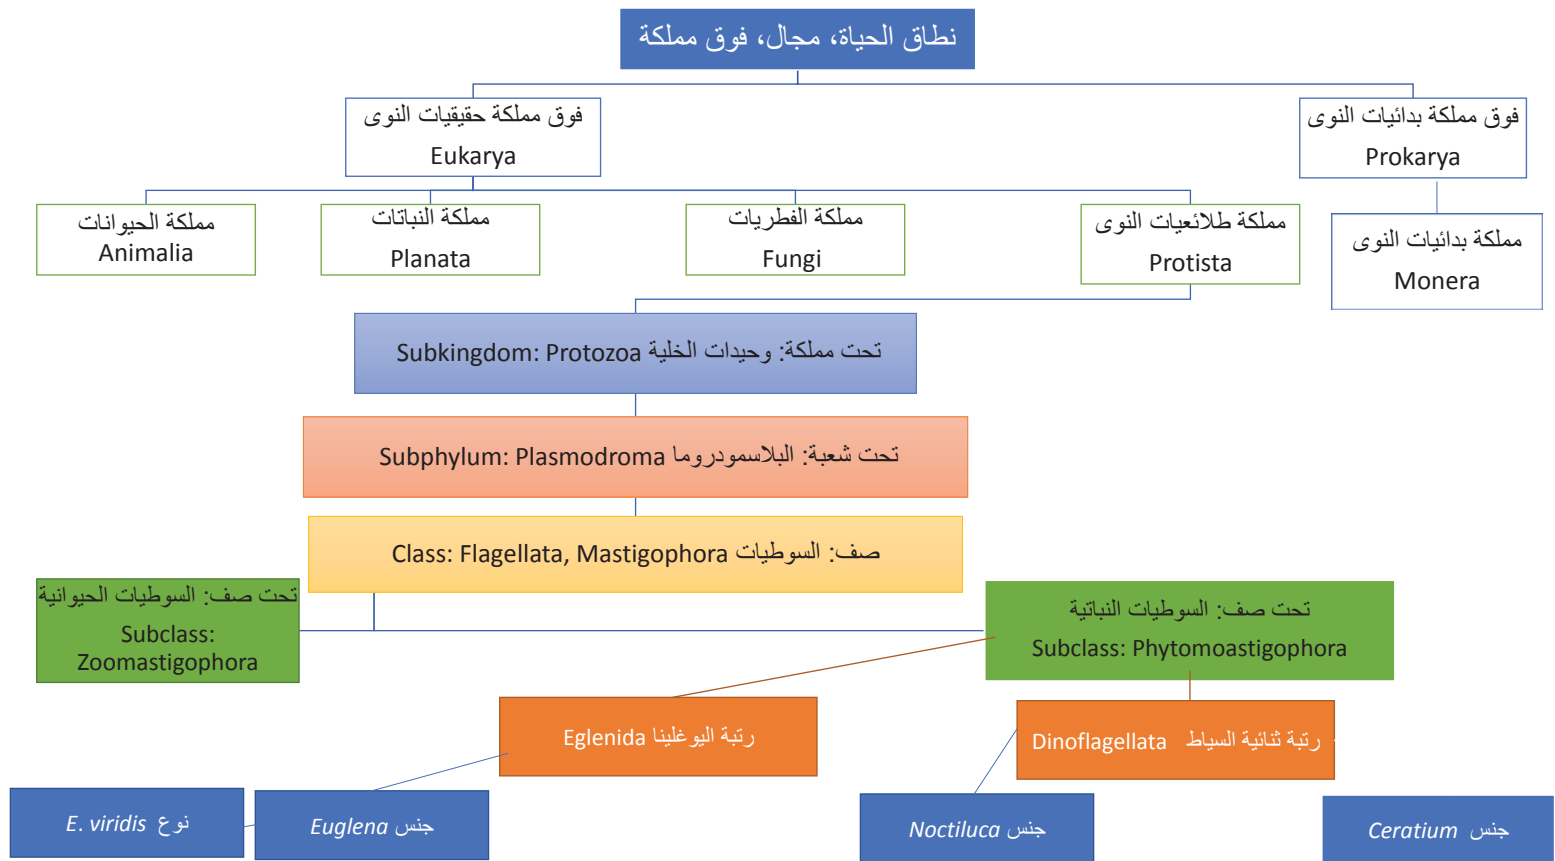 نطاق الحياة، مجال، فوق مملكة
فوق مملكة بدائيات النوى
Prokarya
فوق مملكة حقيقيات النوى
Eukarya
مملكة بدائيات النوى
Monera
مملكة طلائعيات النوى
Protista
مملكة الفطريات
Fungi
مملكة النباتات
Planata
مملكة الحيوانات
Animalia
تحت مملكة: وحيدات الخلية Subkingdom: Protozoa
تحت شعبة: البلاسمودروما Subphylum: Plasmodroma
صف: السوطيات Class: Flagellata, Mastigophora
تحت صف: السوطيات النباتية
Subclass: Phytomoastigophora
تحت صف: السوطيات الحيوانية
Subclass:
Zoomastigophora
رتبة ثنائية السياط Dinoflagellata
رتبة اليوغلينا Eglenida
جنس Ceratium
جنس Noctiluca
جنس Euglena
نوع E. viridis